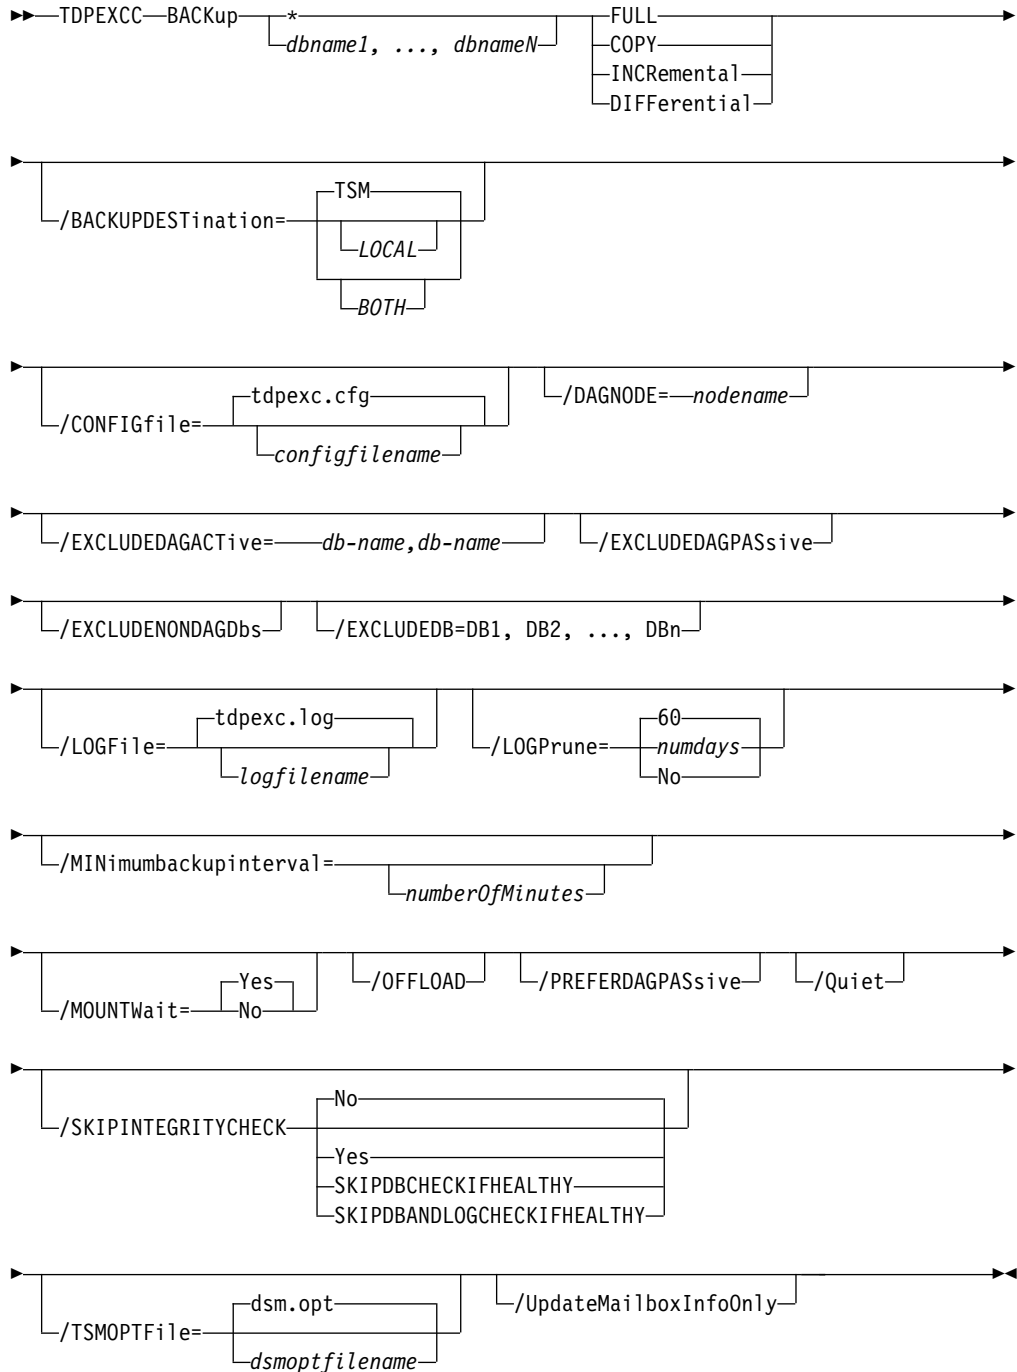 TDPEXCC BACKup * FULL
dbname1, ..., dbnameN COPY
INCRemental
DIFFerential
TSM
/BACKUPDESTination=
LOCAL
BOTH
tdpexc.cfg /DAGNODE= nodename
/CONFIGfile=
configfilename
/EXCLUDEDAGACTive= db-name,db-name /EXCLUDEDAGPASsive
/EXCLUDENONDAGDbs /EXCLUDEDB=DB1, DB2, ..., DBn
tdpexc.log 60
/LOGFile= /LOGPrune= numdays
logfilename No
/MINimumbackupinterval=
numberOfMinutes
Yes /OFFLOAD /PREFERDAGPASsive /Quiet
/MOUNTWait= No
No
/SKIPINTEGRITYCHECK
Yes
SKIPDBCHECKIFHEALTHY
SKIPDBANDLOGCHECKIFHEALTHY
dsm.opt /UpdateMailboxInfoOnly
/TSMOPTFile=
dsmoptfilename